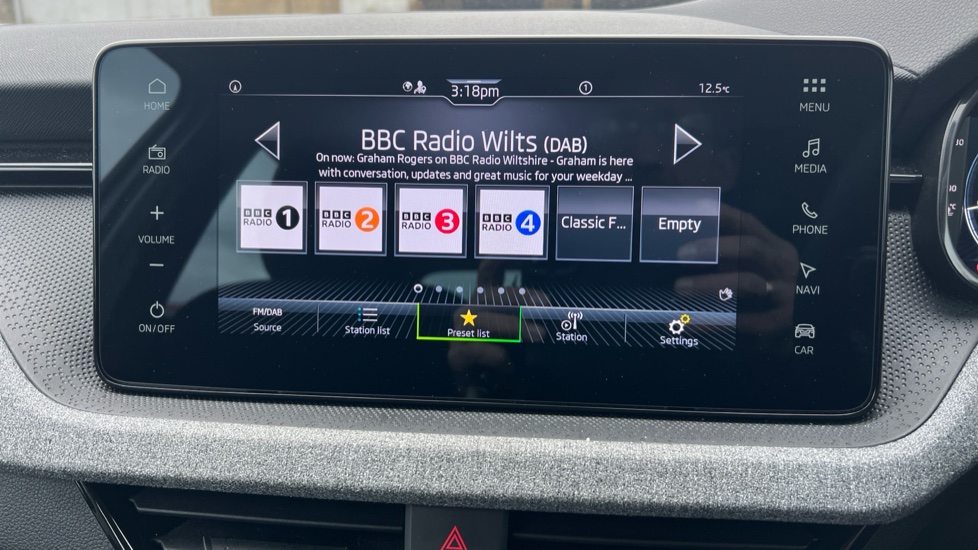 HOME
RADIO
VOLUME
ON/OFF
3:18pm
1
12.5°c
BBC Radio Wilts (DAB)
On now: Graham Rogers on BBC Radio Wiltshire - Graham is here
with conversation, updates and great music for your weekday ...
BBC RADIO 1
BBC RADIO 2
BBC RADIO 3
BBC RADIO 4
Classic F...
Empty
FM/DAB
Source
Station list
Preset list
Station
Settings
MENU
MEDIA
PHONE
NAVI
CAR